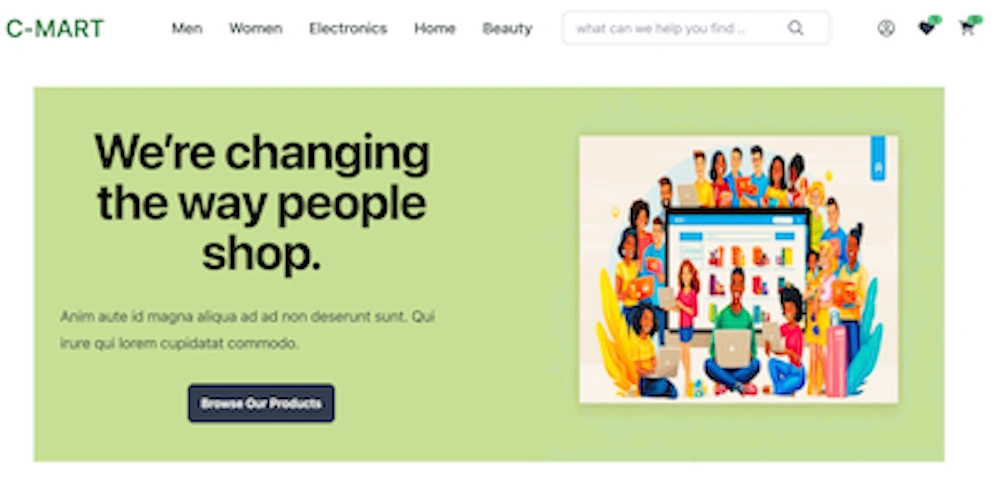 C-MART
Men
Women
Electronics
Home
Beauty
what can we help you find ..
We're changing
the way people
shop.
Anim aute id magna aliqua ad ad non deserunt sunt. Qui
irure qui lorem cupidatat commodo.
Browse Our Products